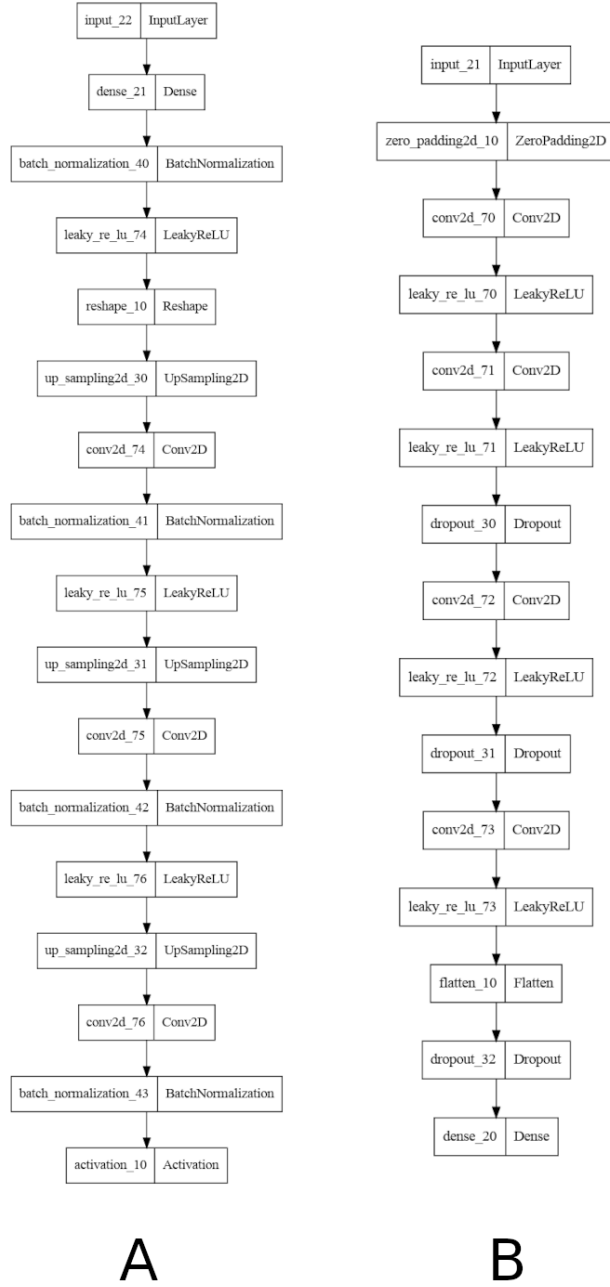 input_22 InputLayer
dense_21 Dense
batch_normalization_40 BatchNormalization
leaky_re_lu_74 LeakyReLU
reshape_10 Reshape
up_sampling2d_30 UpSampling2D
conv2d_74 Conv2D
batch_normalization_41 BatchNormalization
leaky_re_lu_75 LeakyReLU
up_sampling2d_31 UpSampling2D
conv2d_75 Conv2D
batch_normalization_42 BatchNormalization
leaky_re_lu_76 LeakyReLU
up_sampling2d_32 UpSampling2D
conv2d_76 Conv2D
batch_normalization_43 BatchNormalization
activation_10 Activation
A
input_21 InputLayer
zero_padding2d_10 ZeroPadding2D
conv2d_70 Conv2D
leaky_re_lu_70 LeakyReLU
conv2d_71 Conv2D
leaky_re_lu_71 LeakyReLU
dropout_30 Dropout
conv2d_72 Conv2D
leaky_re_lu_72 LeakyReLU
dropout_31 Dropout
conv2d_73 Conv2D
leaky_re_lu_73 LeakyReLU
flatten_10 Flatten
dropout_32 Dropout
dense_20 Dense
B